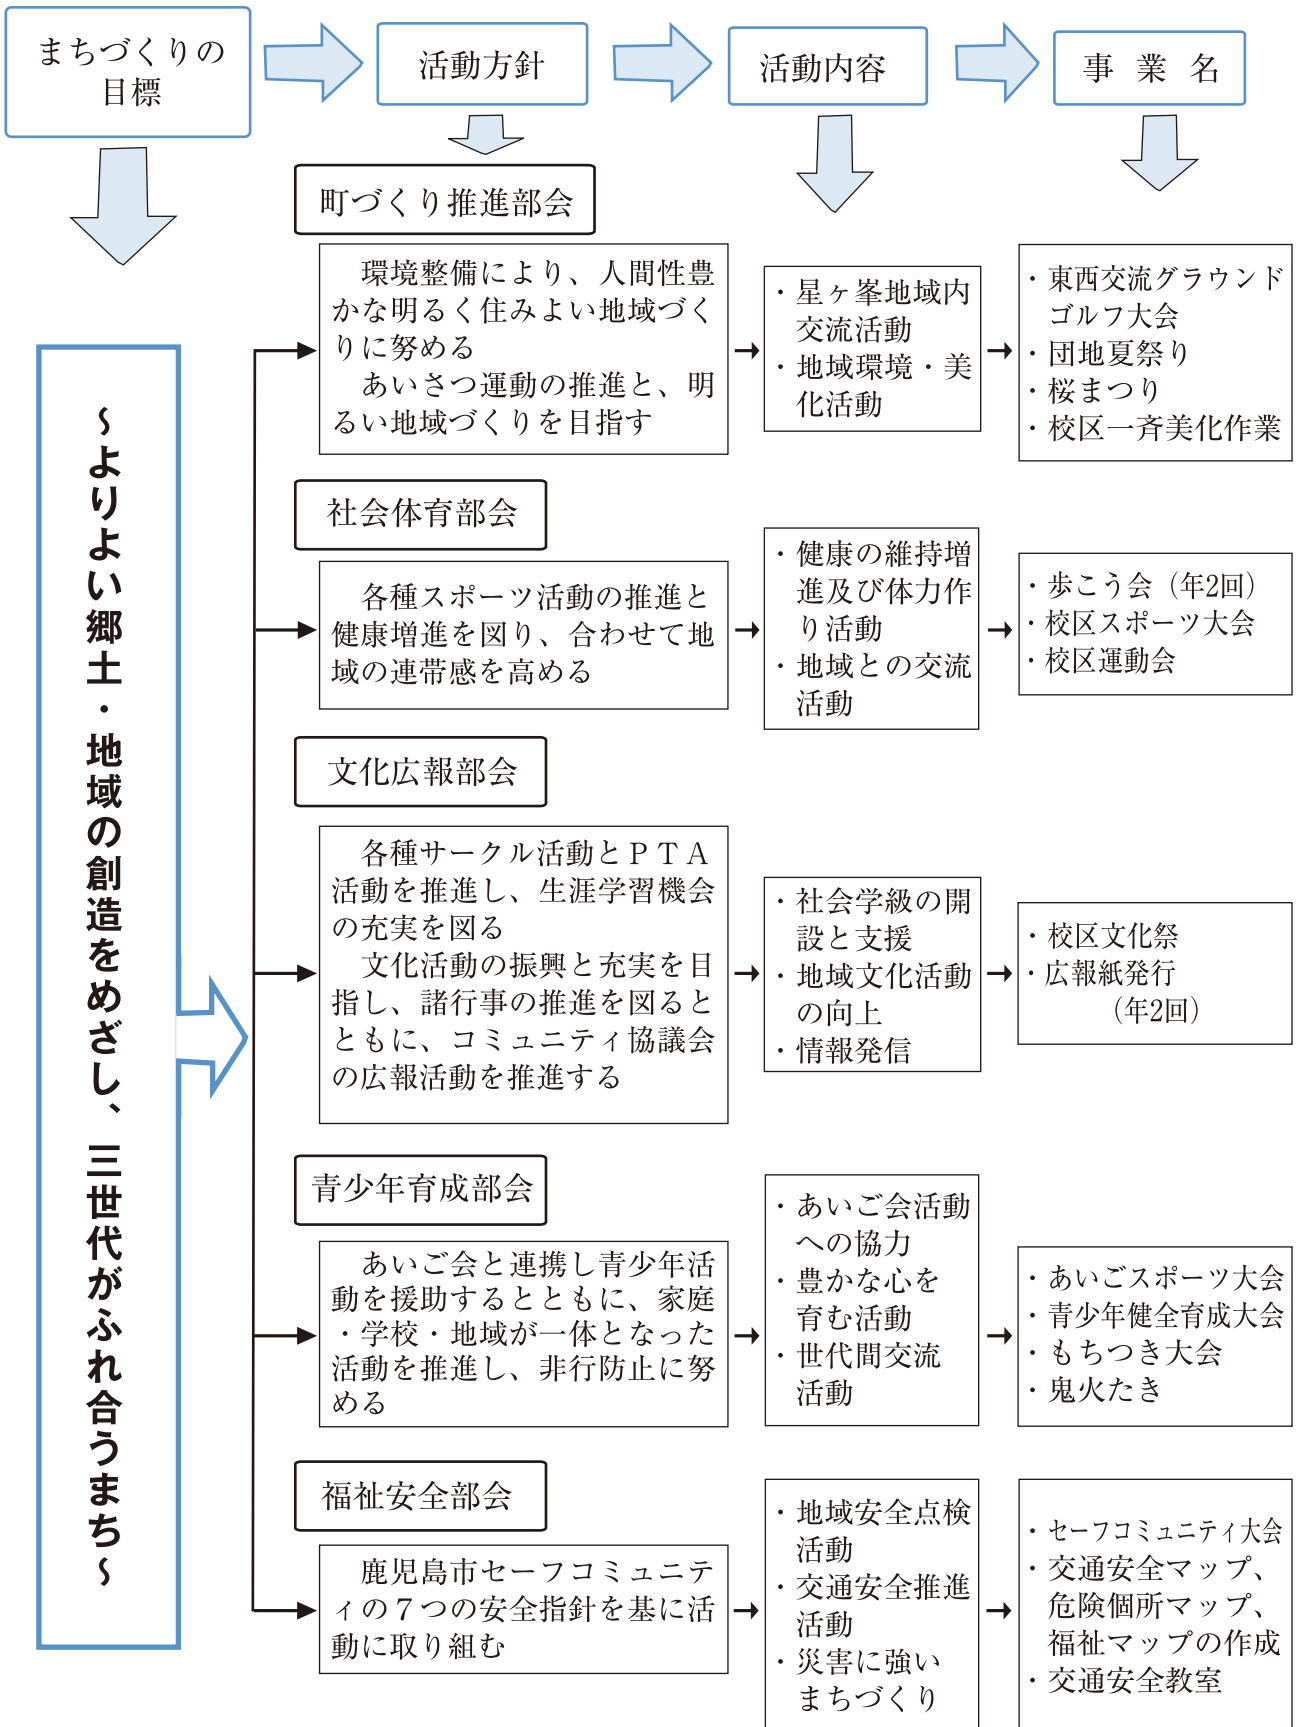 まちづくりの
目標
活動方針
活動内容
事業名
～よりよい郷土・地域の創造をめざし、三世代がふれ合うまち～
町づくり推進部会
環境整備により、人間性豊
かな明るく住みよい地域づく
りに努める
あいさつ運動の推進と、明
るい地域づくりを目指す
・星ヶ峯地域内
交流活動
・地域環境・美
化活動
・東西交流グラウンド
ゴルフ大会
・団地夏祭り
・桜まつり
・校区一斉美化作業
社会体育部会
各種スポーツ活動の推進と
健康増進を図り、合わせて地
域の連帯感を高める
・健康の維持増
進及び体力作
り活動
・地域との交流
活動
・歩こう会（年2回）
・校区スポーツ大会
・校区運動会
文化広報部会
各種サークル活動とＰＴＡ
活動を推進し、生涯学習機会
の充実を図る
文化活動の振興と充実を目
指し、諸行事の推進を図ると
ともに、コミュニティ協議会
の広報活動を推進する
・社会学級の開
設と支援
・地域文化活動
の向上
・情報発信
・校区文化祭
・広報紙発行
（年2回）
青少年育成部会
あいご会と連携し青少年活
動を援助するとともに、家庭
・学校・地域が一体となった
活動を推進し、非行防止に努
める
・あいご会活動
への協力
・豊かな心を
育む活動
・世代間交流
活動
・あいごスポーツ大会
・青少年健全育成大会
・もちつき大会
・鬼火たき
福祉安全部会
鹿児島市セーフコミュニテ
ィの７つの安全指針を基に活
動に取り組む
・地域安全点検
活動
・交通安全推進
活動
・災害に強い
まちづくり
・セーフコミュニティ大会
・交通安全マップ、
危険個所マップ、
福祉マップの作成
・交通安全教室